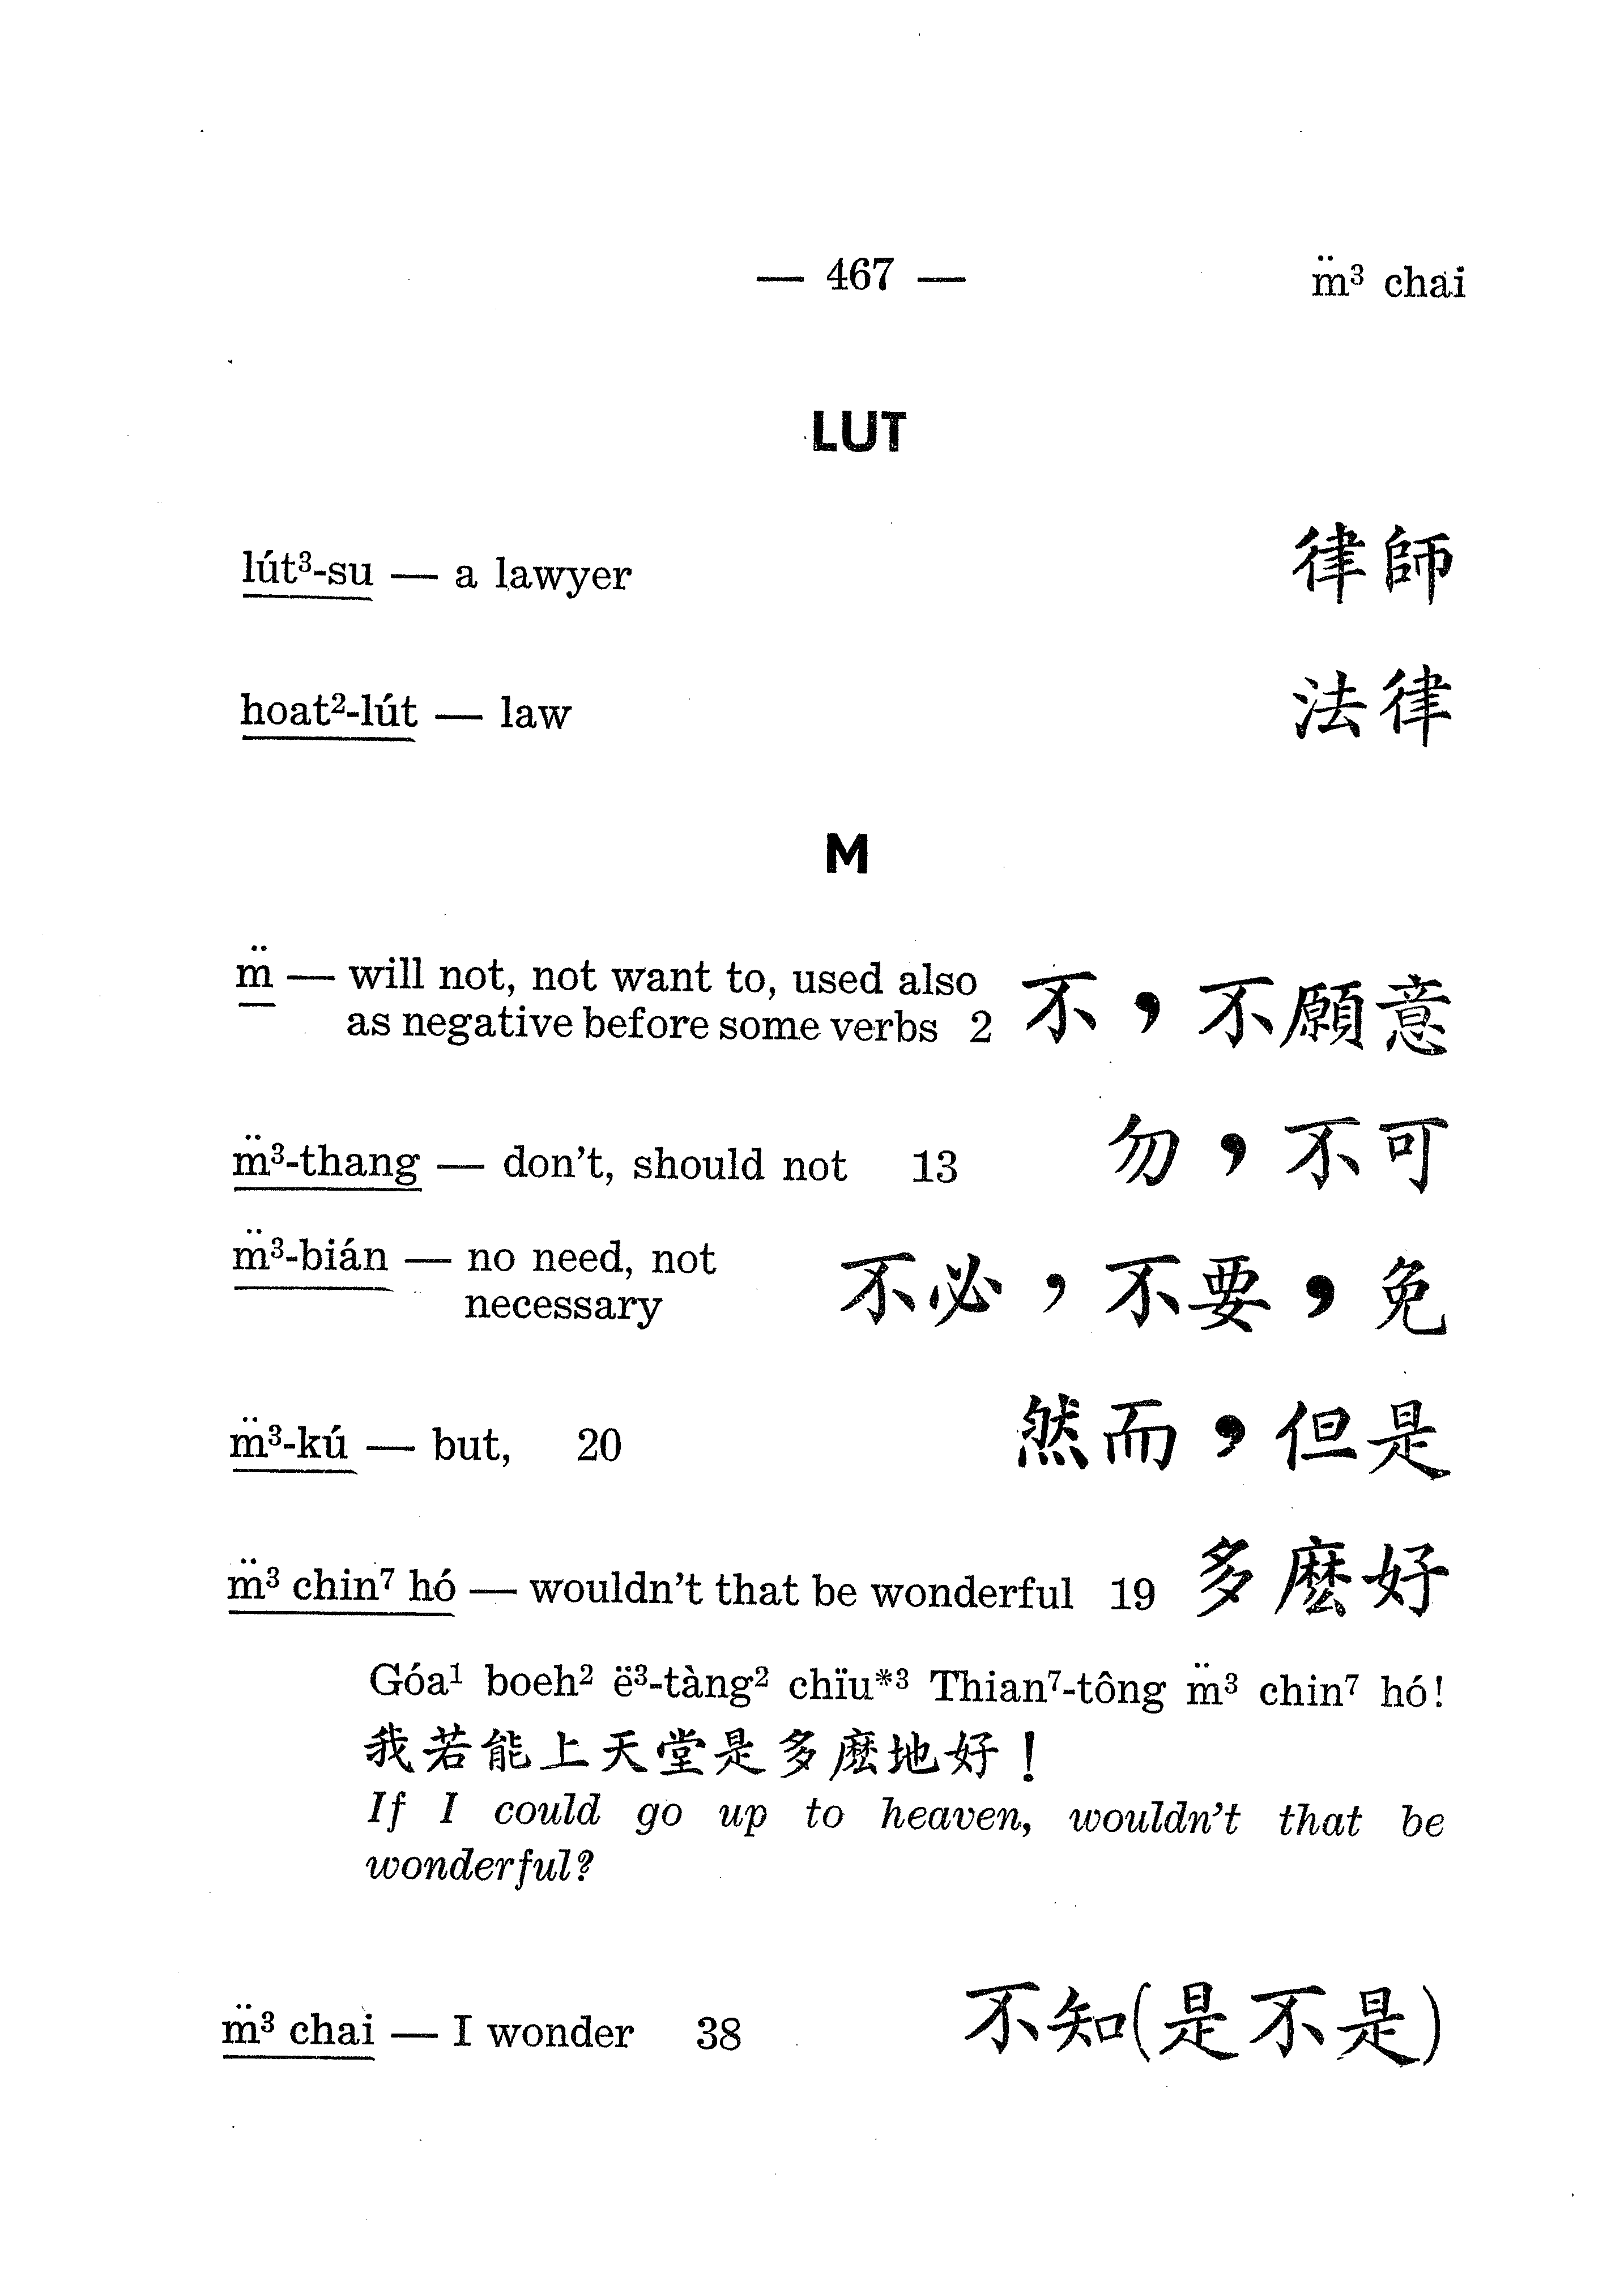 — 467 —
m̈³ chai
LUT
lút³-su — a lawyer 律師
hoat²-lút — law 法律
M
m̈ — will not, not want to, used also
as negative before some verbs 2 不，不願意
m̈³-thang — don't, should not 13 勿，不可
m̈³-bián — no need, not
necessary 不必，不要，免
m̈³-kú — but, 20 然而，但是
m̈³ chin⁷ hó — wouldn't that be wonderful 19 多麼好
Góa¹ boeh² ë³-tàng² chïu*³ Thian⁷-tông m̈³ chin⁷ hó!
我若能上天堂是多麼地好！
If I could go up to heaven, wouldn't that be
wonderful?
m̈³ chai — I wonder 38 不知(是不是)